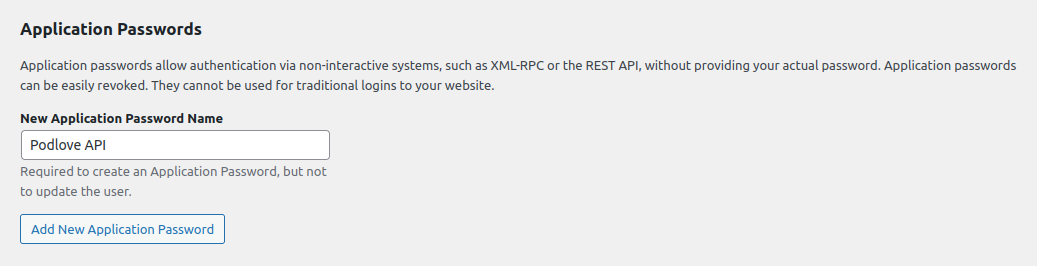 Application Passwords
Application passwords allow authentication via non-interactive systems, such as XML-RPC or the REST API, without providing your actual password. Application passwords
can be easily revoked. They cannot be used for traditional logins to your website.
New Application Password Name
Podlove API
Required to create an Application Password, but not
to update the user.
Add New Application Password